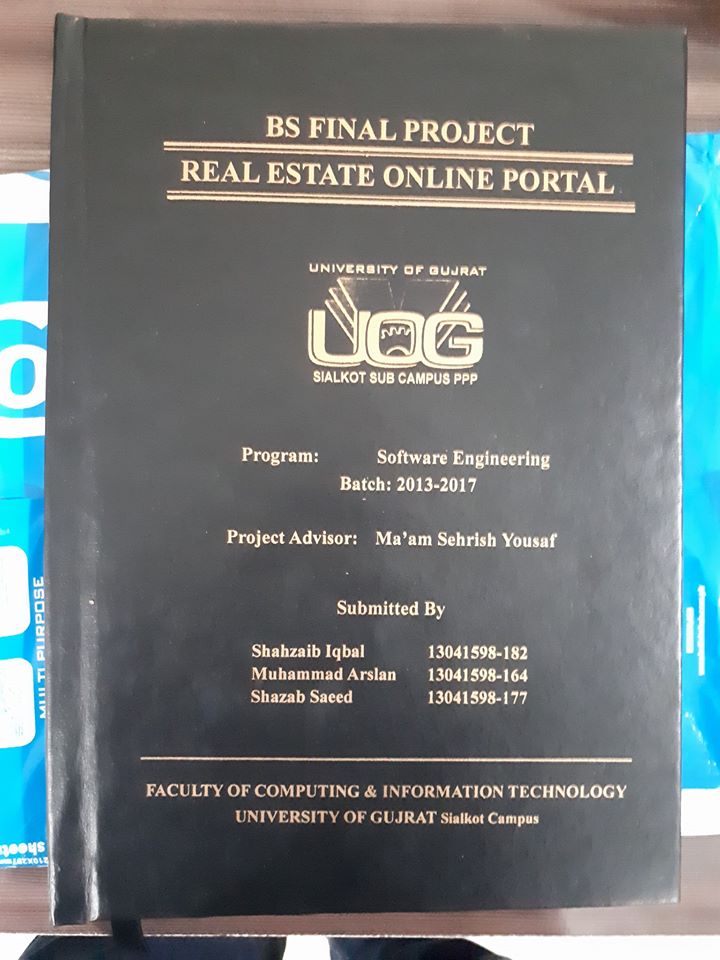 BS FINAL PROJECT
REAL ESTATE ONLINE PORTAL
UNIVERSITY OF GUJRAT
UOG
SIALKOT SUB CAMPUS PPP
Program: Software Engineering
Batch: 2013-2017
Project Advisor: Ma'am Sehrish Yousaf
Submitted By
Shahzaib Iqbal 13041598-182
Muhammad Arslan 13041598-164
Shazab Saeed 13041598-177
FACULTY OF COMPUTING & INFORMATION TECHNOLOGY
UNIVERSITY OF GUJRAT Sialkot Campus
MULTI PURPOSE
sheets